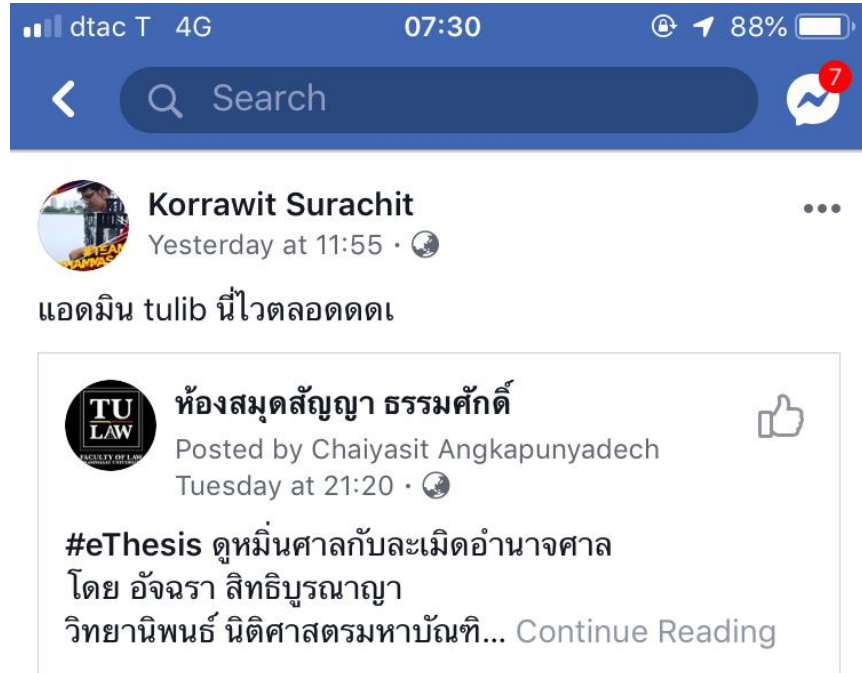 dtac T 4G 07:30 88%
Search 7
Korrawit Surachit
Yesterday at 11:55 ·
แอดมิน tulib นี่ไวตลอดดดเ
TU
LAW
FACULTY OF LAW
ห้องสมุดสัญญา ธรรมศักดิ์
Posted by Chaiyasit Angkapunyadech
Tuesday at 21:20 ·
#eThesis ดูหมิ่นศาลกับละเมิดอำนาจศาล
โดย อัจฉรา สิทธิบูรณาญา
วิทยานิพนธ์ นิติศาสตรมหาบัณฑิ... Continue Reading